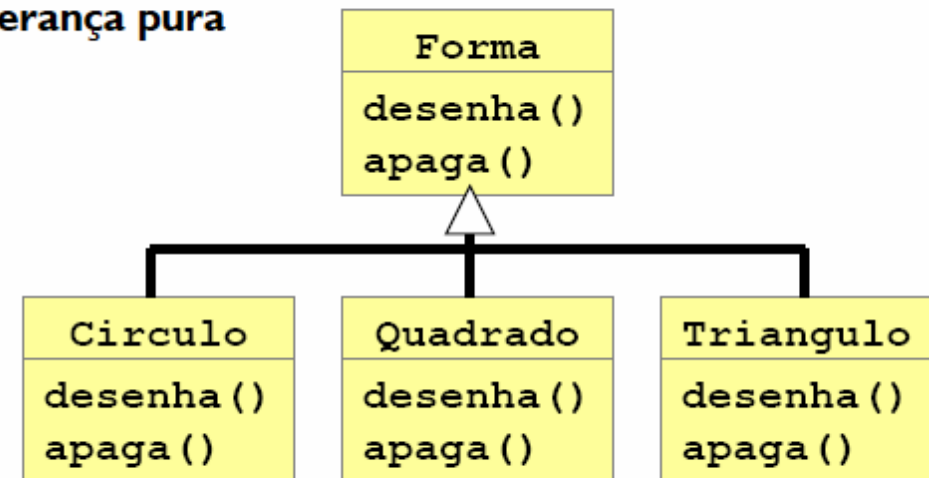 erança pura
Forma
desenha()
apaga()
Circulo
desenha()
apaga()
Quadrado
desenha()
apaga()
Triangulo
desenha()
apaga()